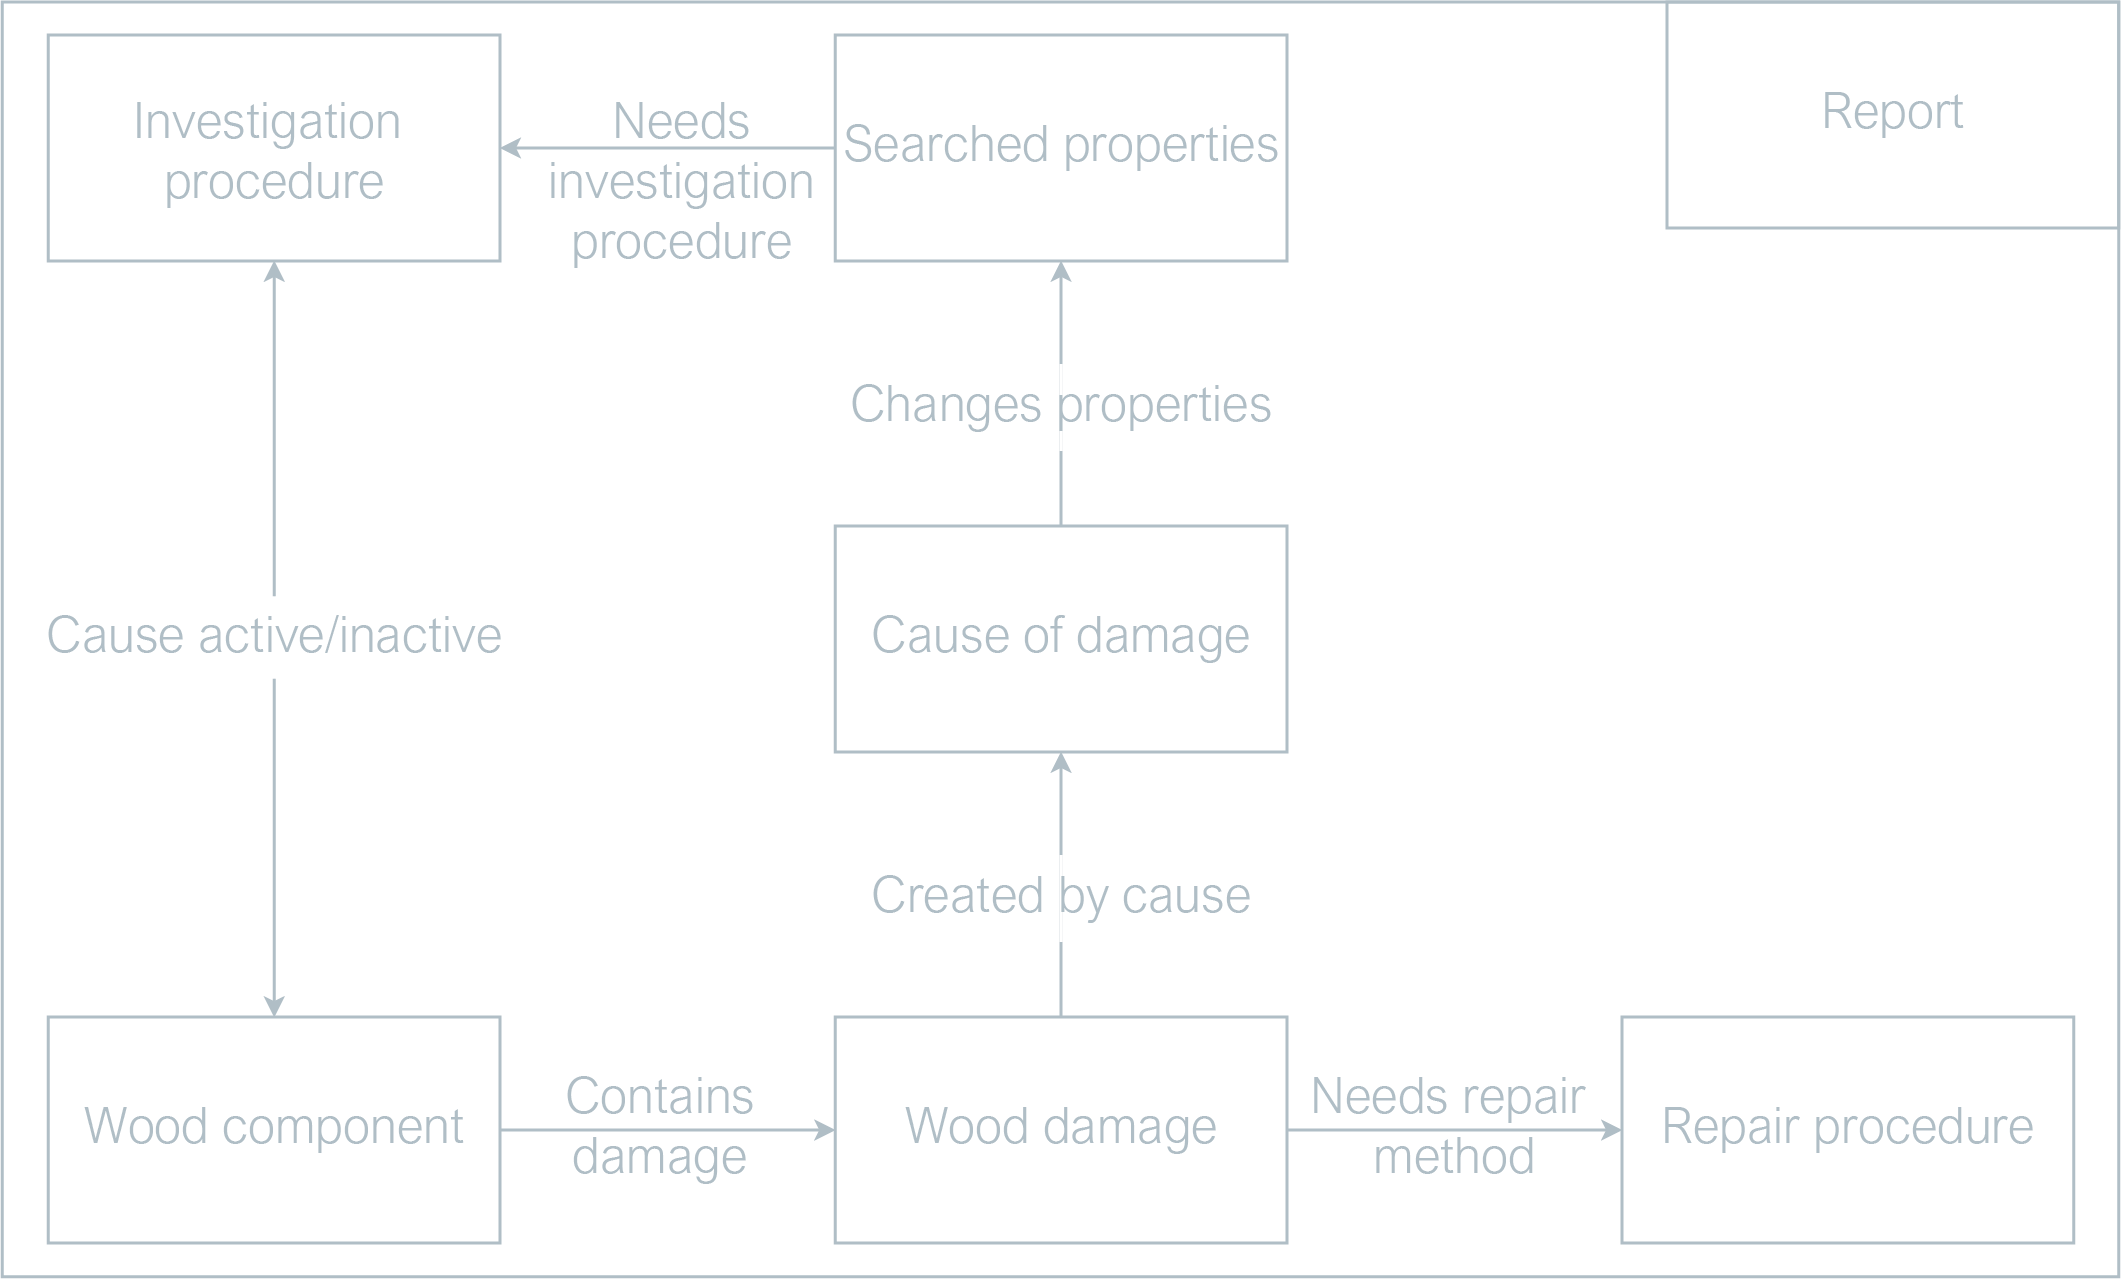 Investigation
procedure
Needs
investigation
procedure
Searched properties
Report
Changes properties
Cause active/inactive
Cause of damage
Created by cause
Wood component
Contains
damage
Wood damage
Needs repair
method
Repair procedure